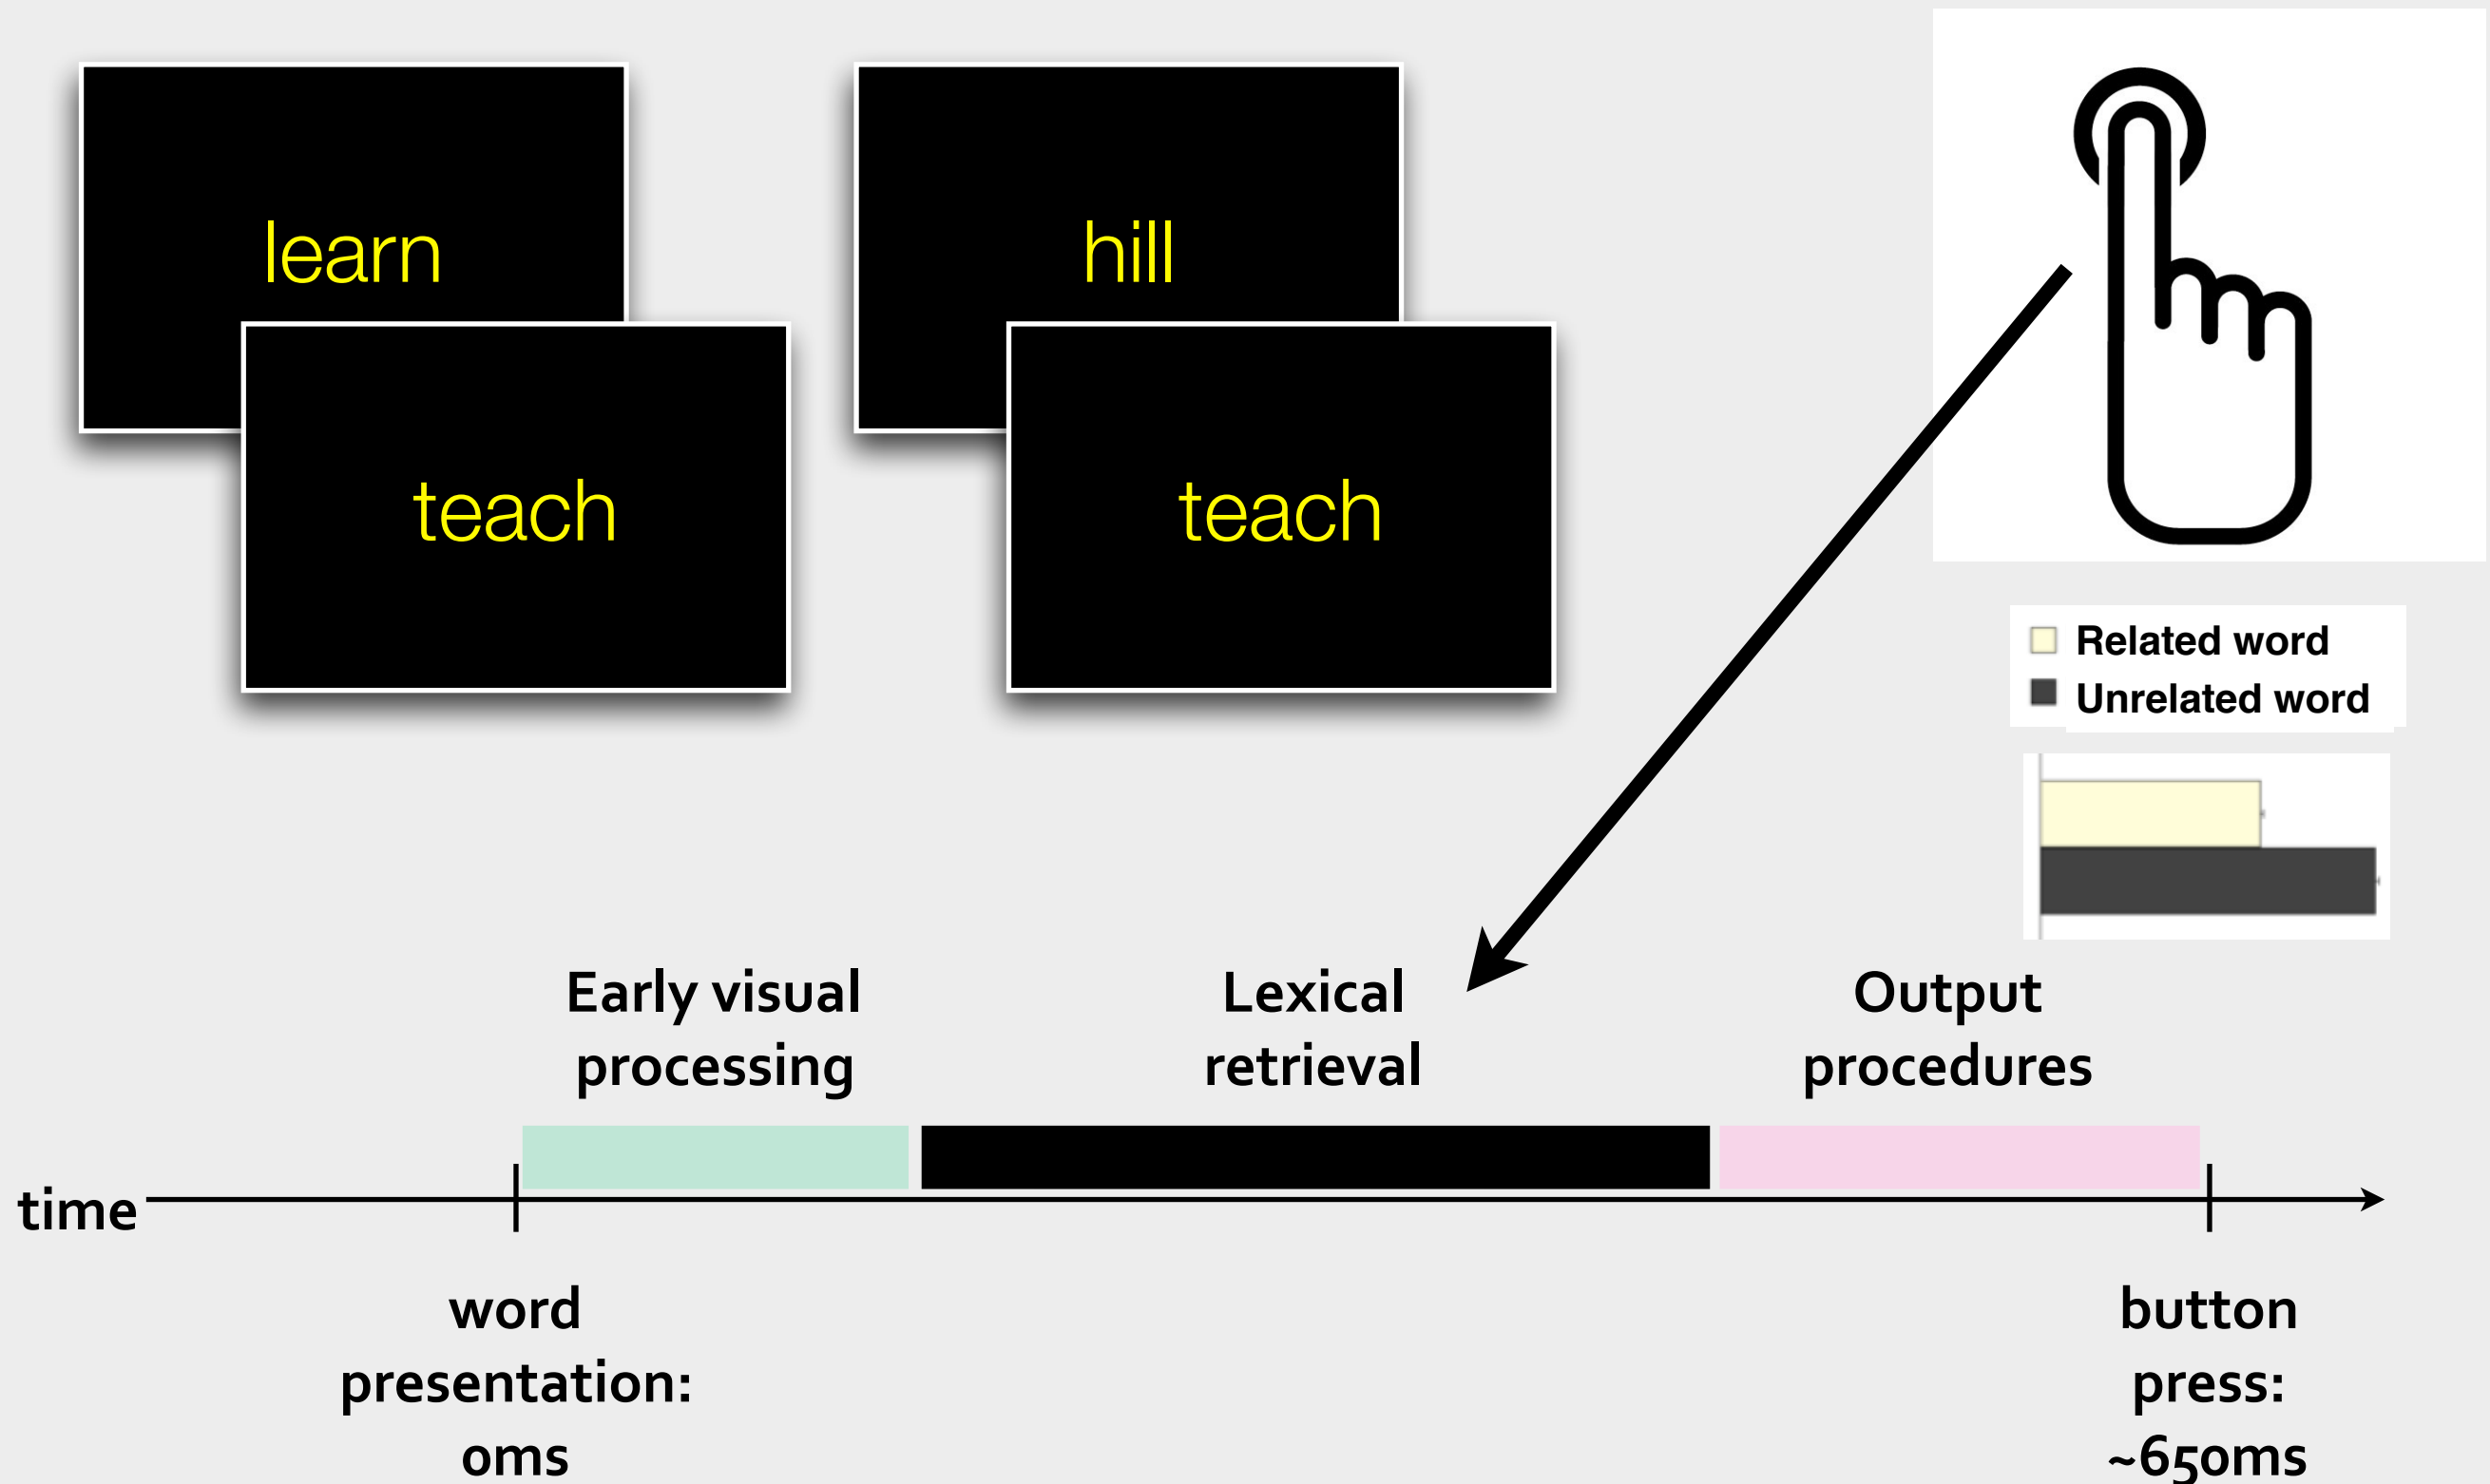 learn
teach
hill
teach
Related word
Unrelated word
Early visual
processing
Lexical
retrieval
Output
procedures
time
word
presentation:
0ms
button
press:
~650ms